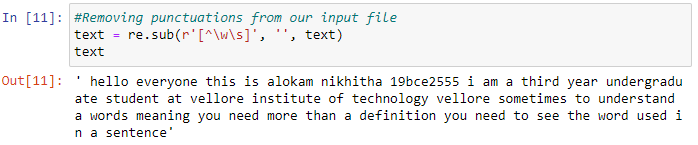 In [11]: #Removing punctuations from our input file
text = re.sub(r'[^\w\s]', '', text)
text
Out[11]: ' hello everyone this is alokam nikhitha 19bce2555 i am a third year undergradu
ate student at vellore institute of technology vellore sometimes to understand
a words meaning you need more than a definition you need to see the word used i
n a sentence'